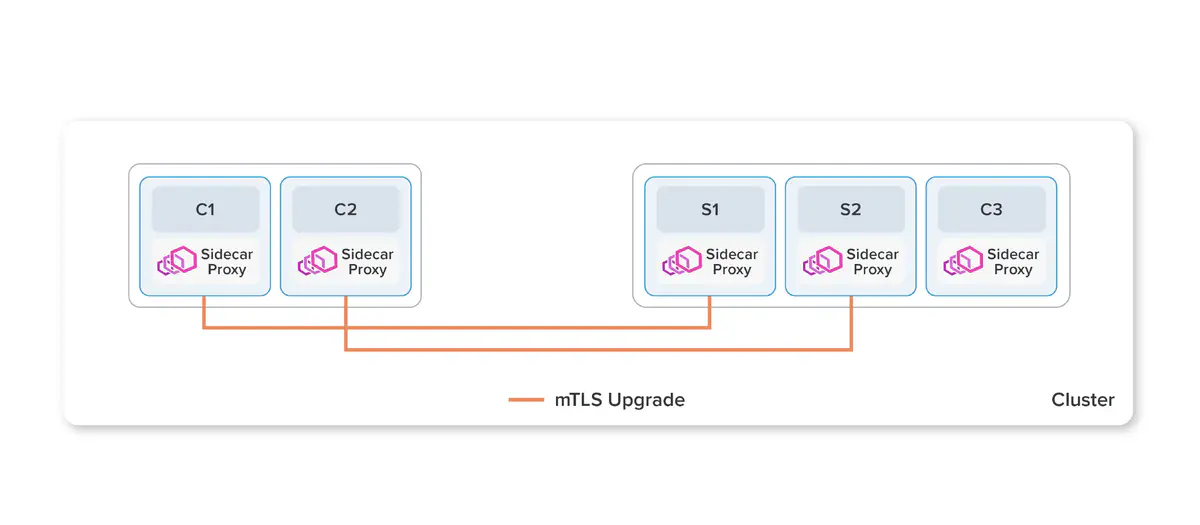 C1
Sidecar
Proxy
C2
Sidecar
Proxy
S1
Sidecar
Proxy
S2
Sidecar
Proxy
C3
Sidecar
Proxy
mTLS Upgrade
Cluster